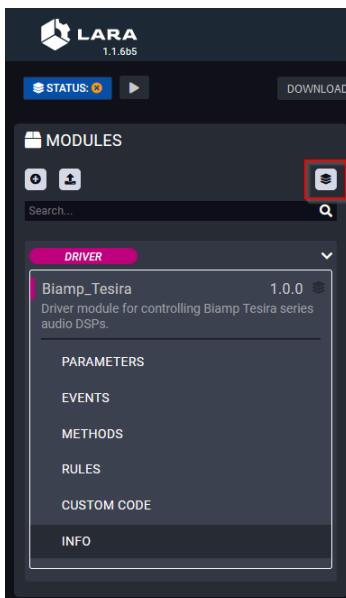 LARA
1.1.6b5
STATUS:
DOWNLOAD
MODULES
Search...
DRIVER
Biamp_Tesira 1.0.0
Driver module for controlling Biamp Tesira series
audio DSPs.
PARAMETERS
EVENTS
METHODS
RULES
CUSTOM CODE
INFO